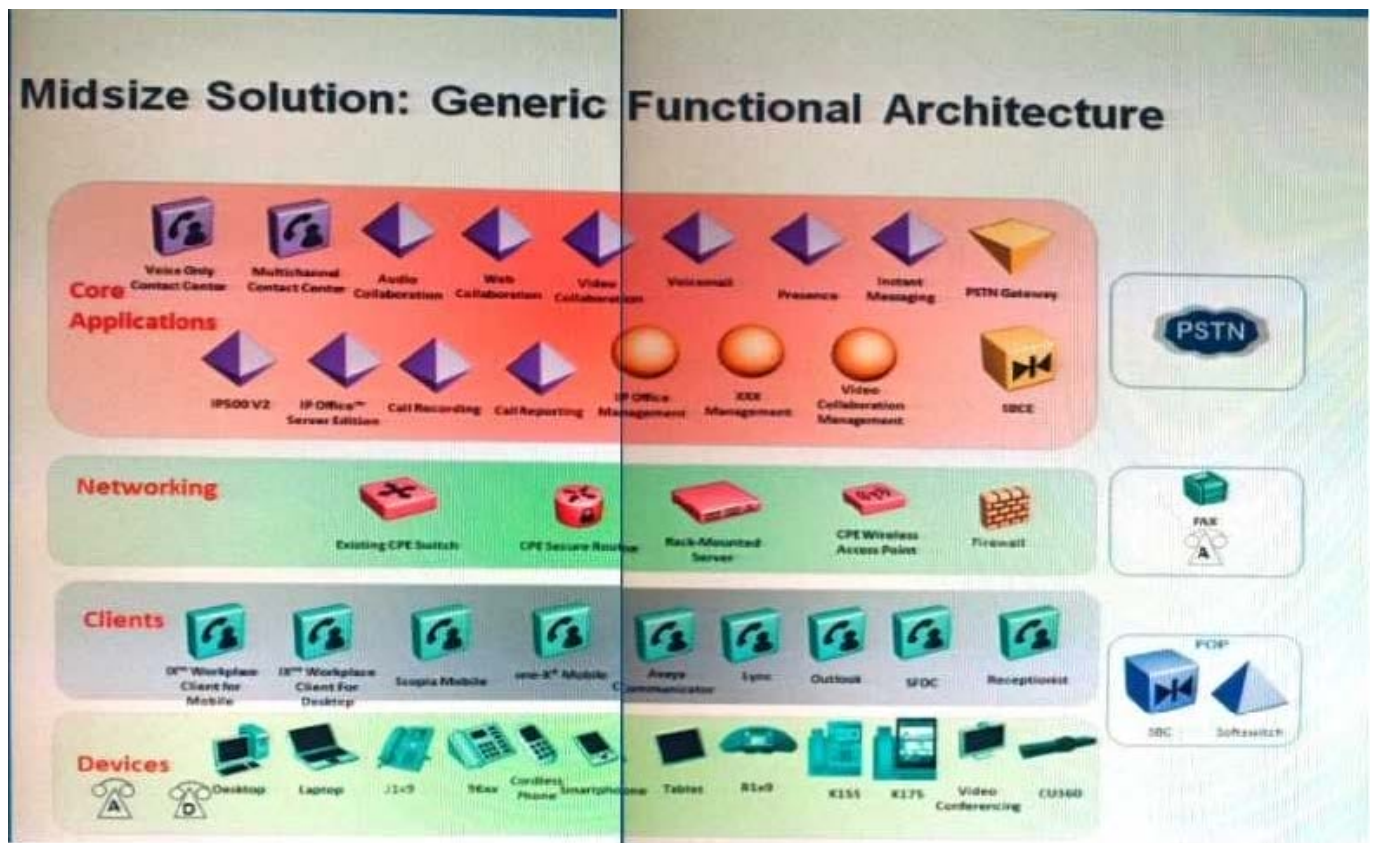 Midsize Solution: Generic Functional Architecture
Core
Applications
Voice Only
Contact Center
Multichannel
Contact Center
Audio
Collaboration
Web
Collaboration
Video
Collaboration
Voicemail
Presence
Instant
Messaging
PSTN Gateway
IP500 V2
IP Office™
Server Edition
Call Recording
Call Reporting
IP Office
Management
XXX
Management
Video
Collaboration
Management
SBCE
PSTN
Networking
Existing CPE Switch
CPE Secure Router
Rack-Mounted
Server
CPE Wireless
Access Point
Firewall
FAX
A
Clients
IX™ Workplace
Client for
Mobile
IX™ Workplace
Client For
Desktop
Scopia Mobile
one-X® Mobile
Avaya
Communicator
Lync
Outlook
SFDC
Receptionist
POP
SBC
Softswitch
Devices
A
D
Desktop
Laptop
J1x9
96xx
Cordless
Phone
Smartphone
Tablet
B1x9
K155
K175
Video
Conferencing
CU360